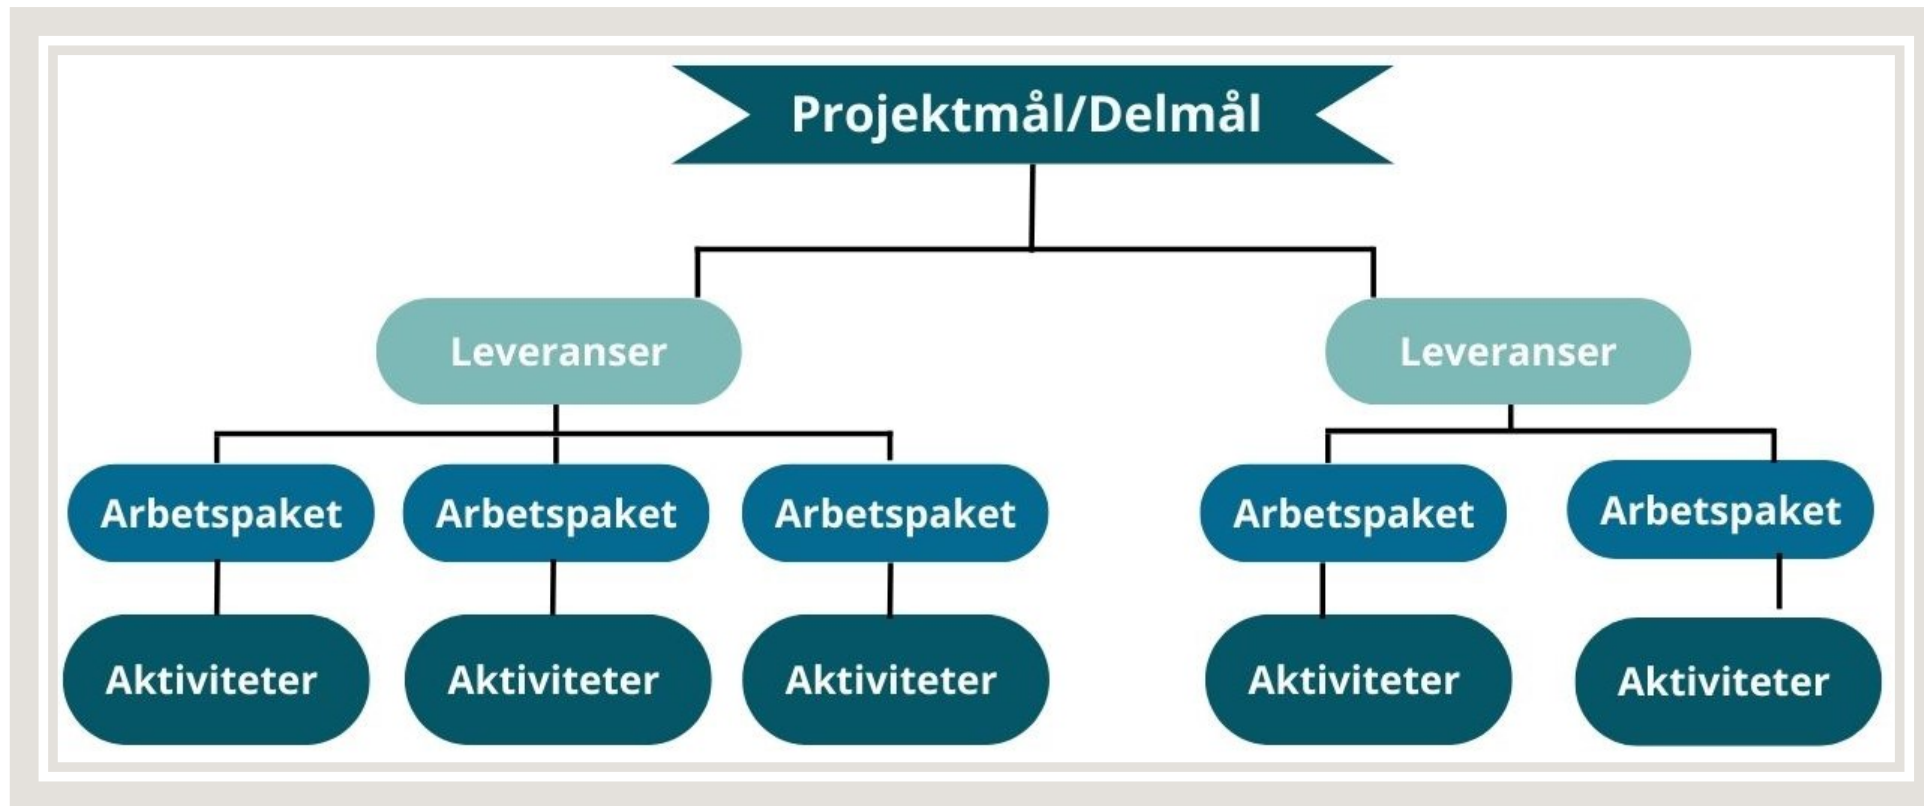 Projektmål/Delmål
Leveranser
Leveranser
Arbetspaket
Arbetspaket
Arbetspaket
Arbetspaket
Arbetspaket
Aktiviteter
Aktiviteter
Aktiviteter
Aktiviteter
Aktiviteter